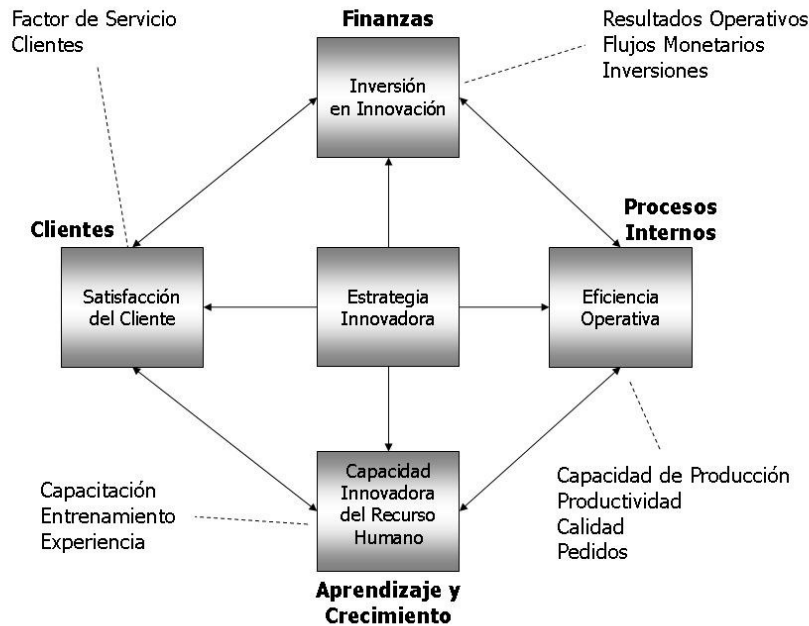 Factor de Servicio
Clientes
Finanzas
Resultados Operativos
Flujos Monetarios
Inversiones
Inversión
en Innovación
Clientes
Procesos
Internos
Satisfacción
del Cliente
Estrategia
Innovadora
Eficiencia
Operativa
Capacitación
Entrenamiento
Experiencia
Capacidad
Innovadora
del Recurso
Humano
Capacidad de Producción
Productividad
Calidad
Pedidos
Aprendizaje y
Crecimiento